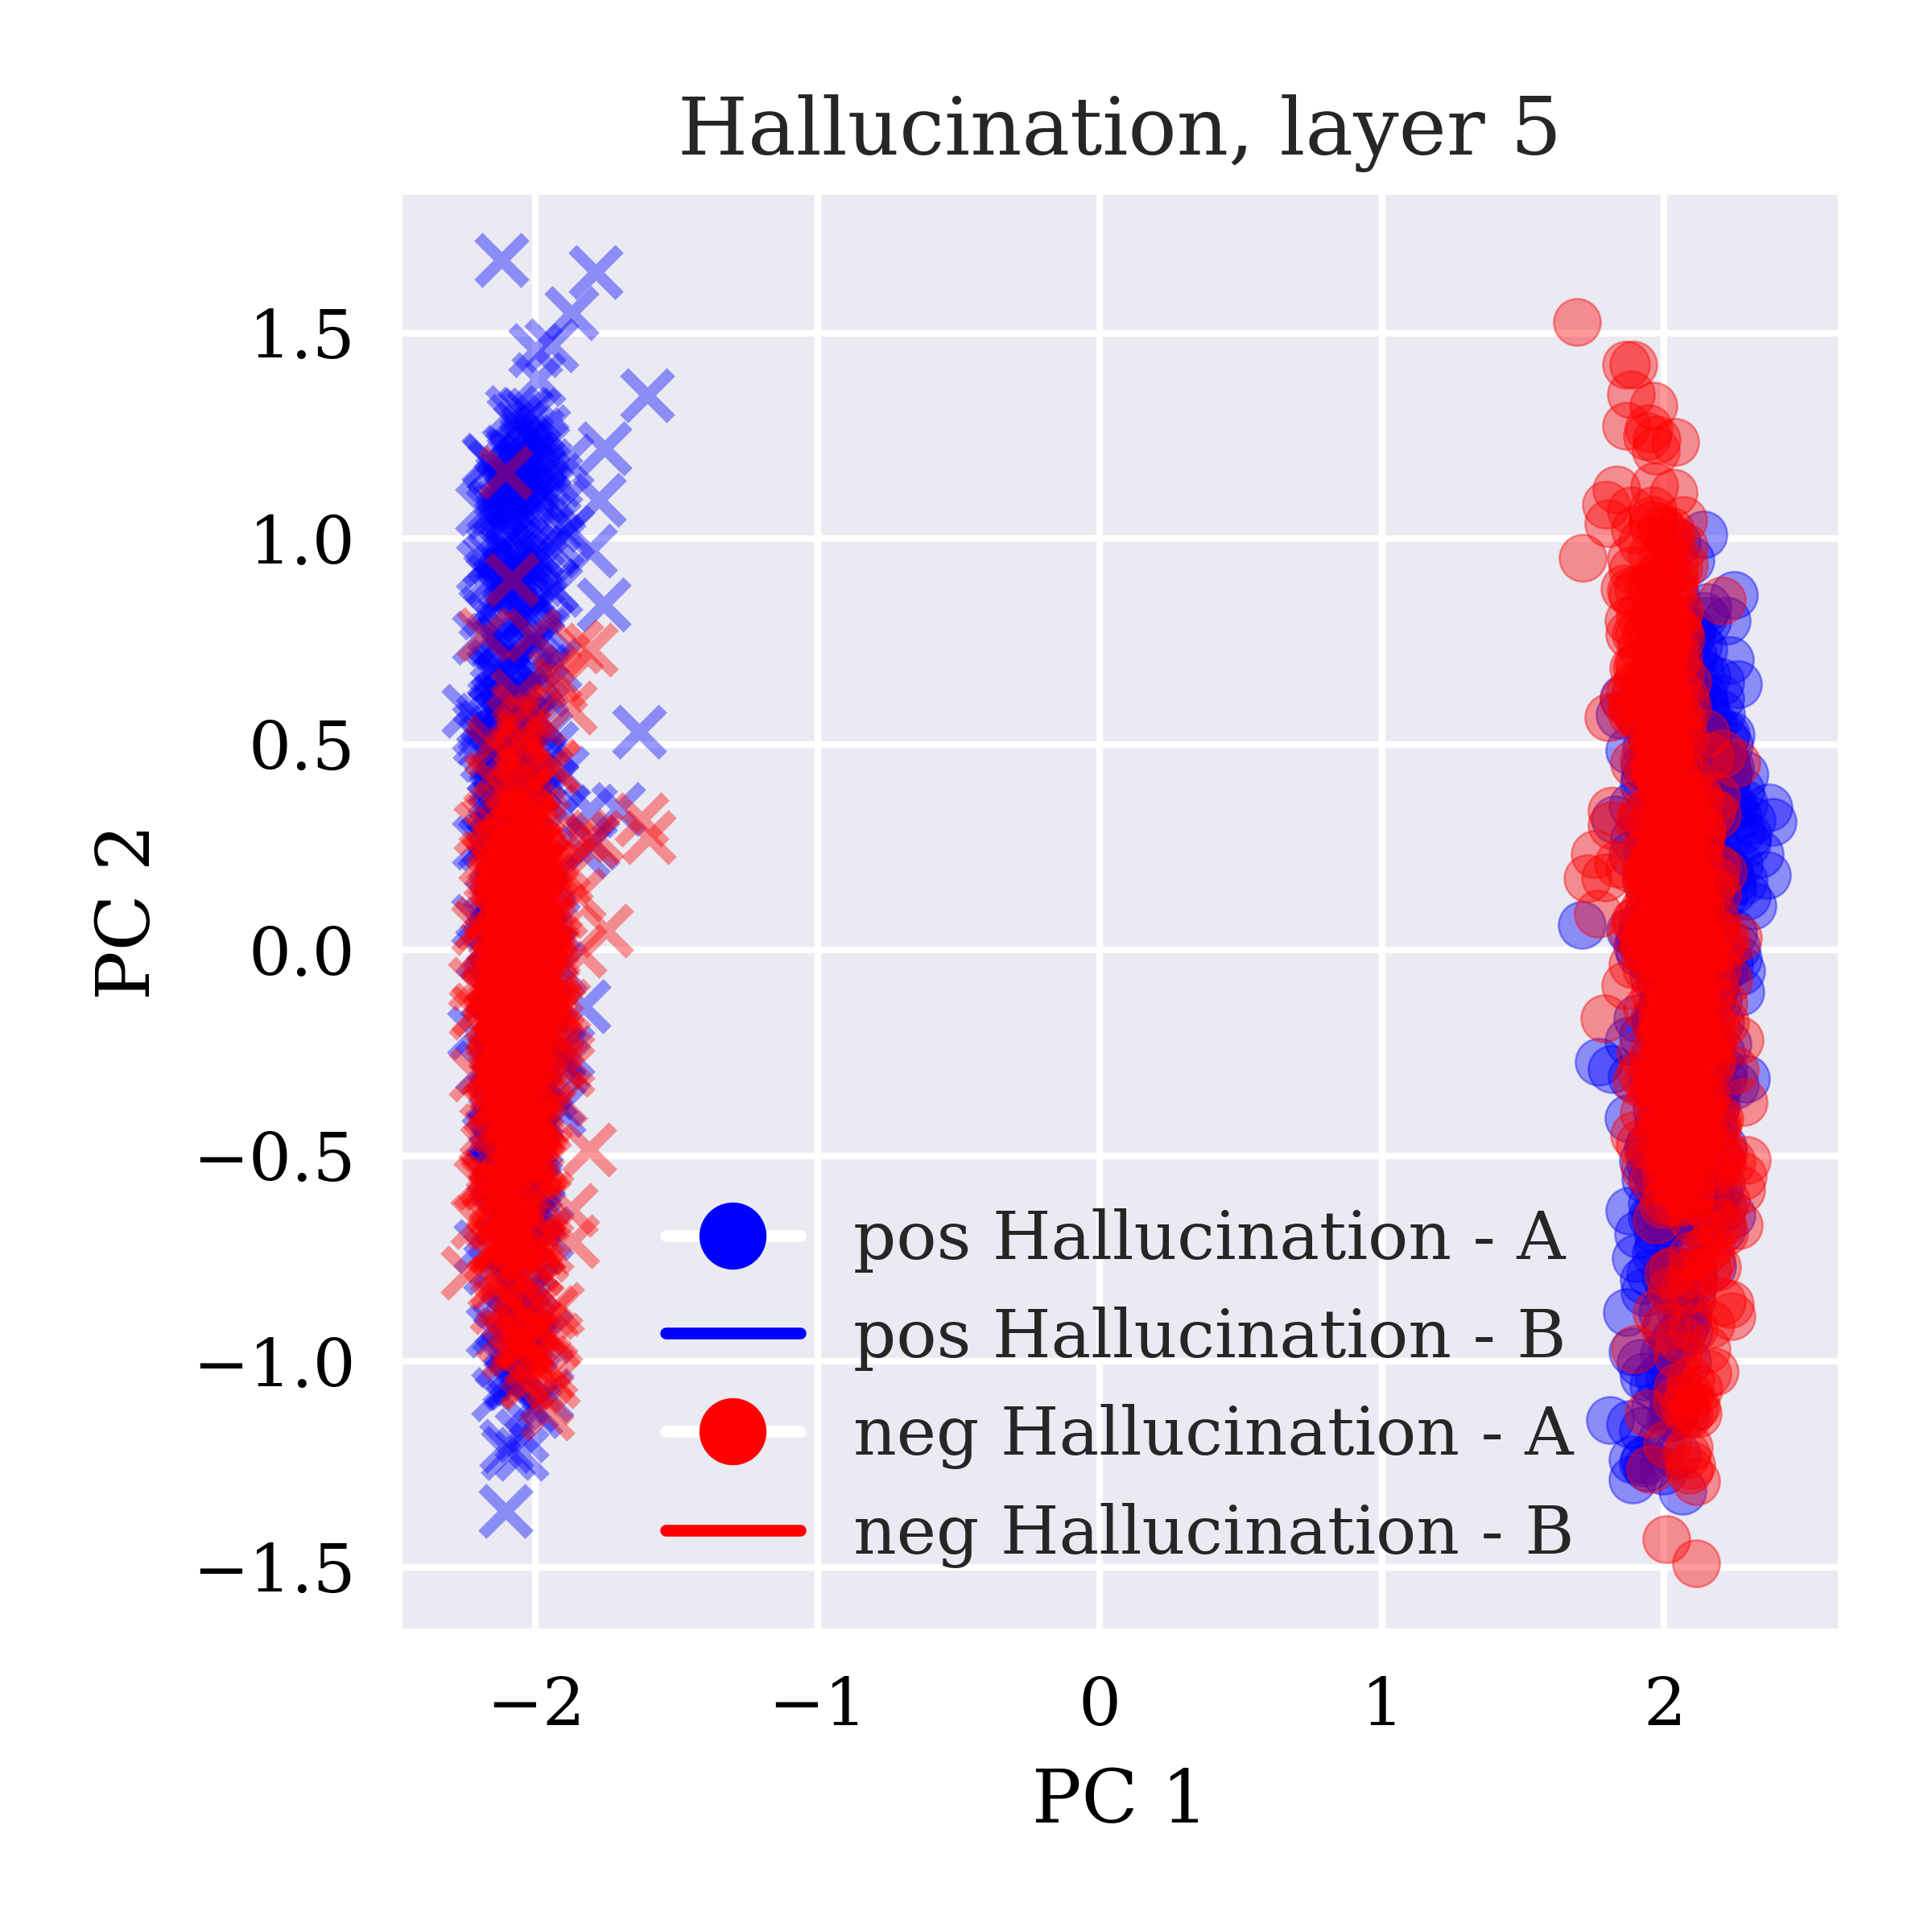 Hallucination, layer 5
1.5
1.0
0.5
0.0
−0.5
−1.0
−1.5
PC 2
pos Hallucination - A
pos Hallucination - B
neg Hallucination - A
neg Hallucination - B
−2 −1 0 1 2
PC 1